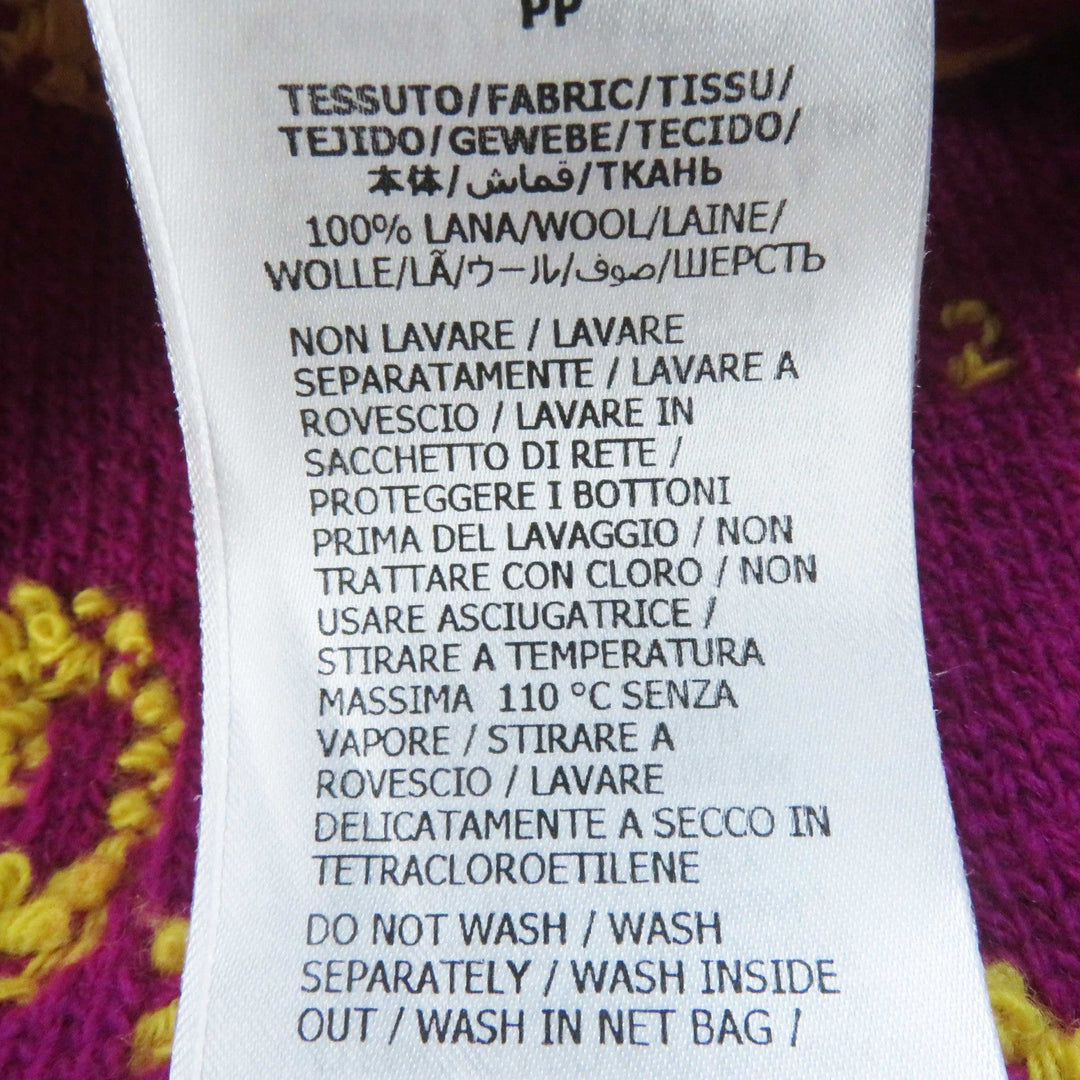 PP
TESSUTO/FABRIC/TISSU/
TEJIDO/GEWEBE/TECIDO/
本体/قماش/ТКАНЬ
100% LANA/WOOL/LAINE/
WOLLE/LÃ/ウール/صوف/ШЕРСТЬ
NON LAVARE / LAVARE
SEPARATAMENTE / LAVARE A
ROVESCIO / LAVARE IN
SACCHETTO DI RETE /
PROTEGGERE I BOTTONI
PRIMA DEL LAVAGGIO / NON
TRATTARE CON CLORO / NON
USARE ASCIUGATRICE /
STIRARE A TEMPERATURA
MASSIMA 110 °C SENZA
VAPORE / STIRARE A
ROVESCIO / LAVARE
DELICATAMENTE A SECCO IN
TETRACLOROETILENE
DO NOT WASH / WASH
SEPARATELY / WASH INSIDE
OUT / WASH IN NET BAG /